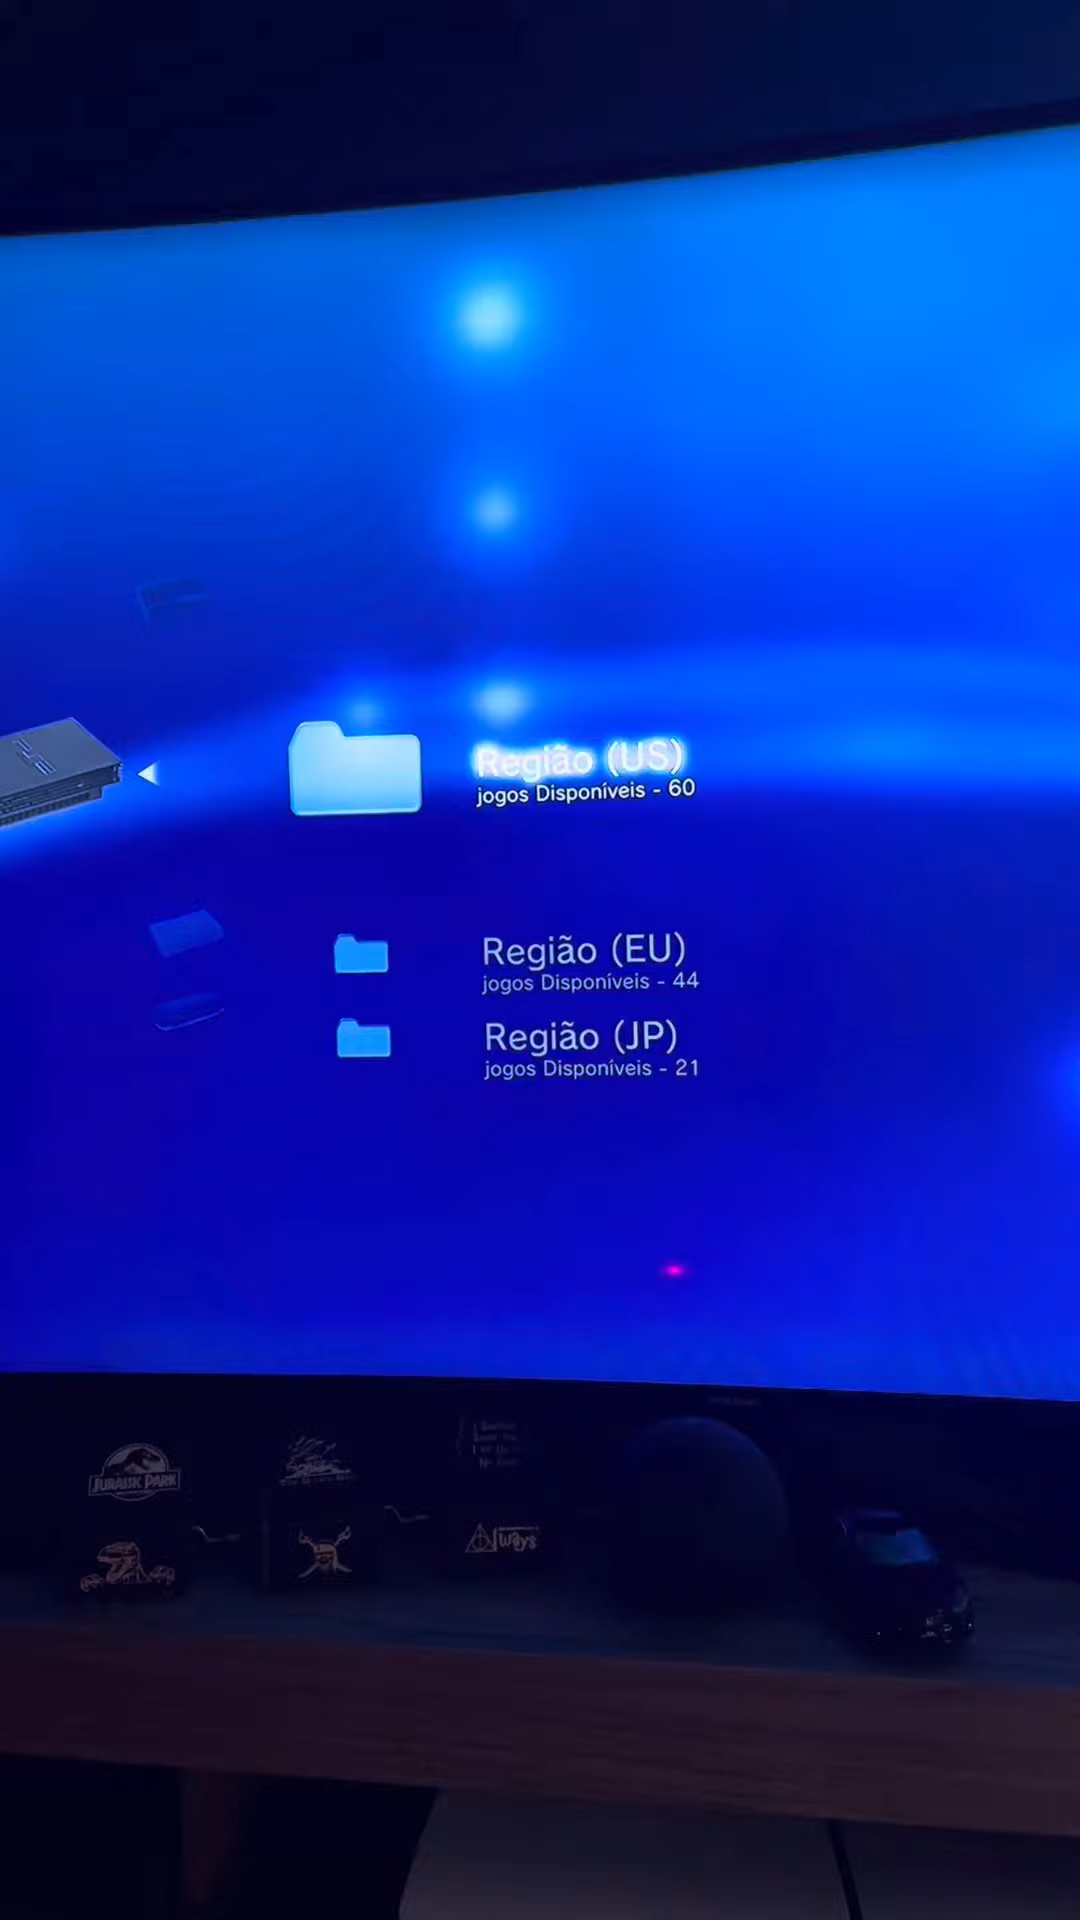 Região (US)
jogos Disponíveis - 60
Região (EU)
jogos Disponíveis - 44
Região (JP)
jogos Disponíveis - 21
JURASSIC PARK